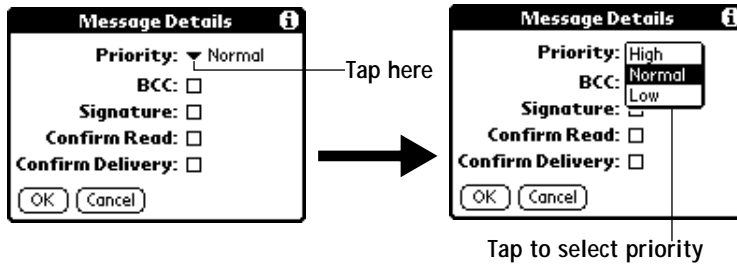 Message Details
Priority: Normal
BCC:
Signature:
Confirm Read:
Confirm Delivery:
OK Cancel
Tap here
Message Details
Priority: High
Normal
Low
BCC:
Signature:
Confirm Read:
Confirm Delivery:
OK Cancel
Tap to select priority